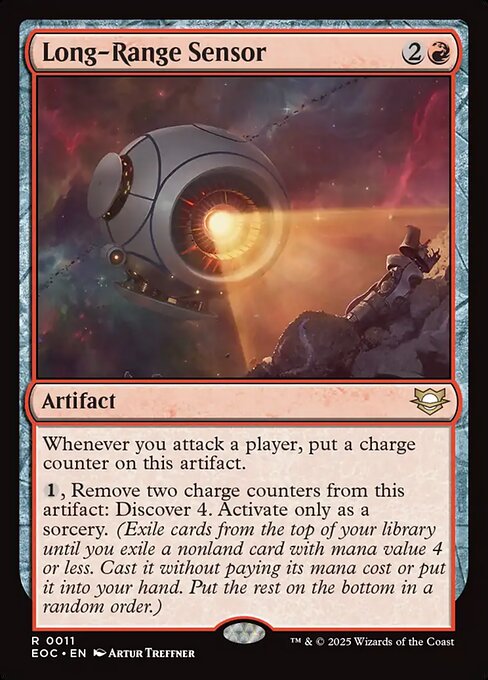 Long-Range Sensor 2
Artifact
Whenever you attack a player, put a charge
counter on this artifact.
1, Remove two charge counters from this
artifact: Discover 4. Activate only as a
sorcery. (Exile cards from the top of your library
until you exile a nonland card with mana value 4
or less. Cast it without paying its mana cost or put
it into your hand. Put the rest on the bottom in a
random order.)
R 0011
EOC • EN Artur Treffner
™ & © 2025 Wizards of the Coast